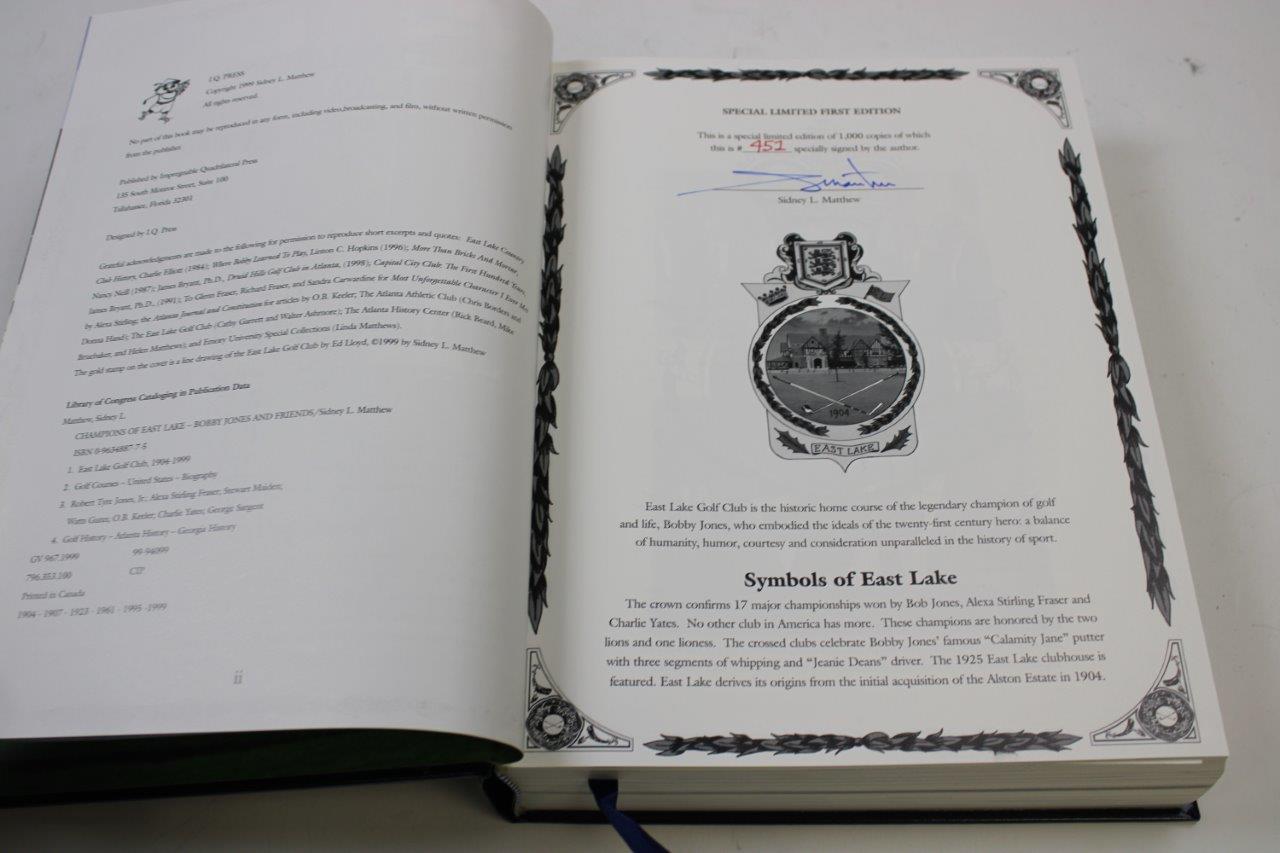 I.Q. PRESS
Copyright 1999 Sidney L. Matthew
All rights reserved.
No part of this book may be reproduced in any form, including video, broadcasting, and film, without written permission
from the publisher.
Published by Impregnable Quadrilateral Press
135 South Monroe Street, Suite 100
Tallahassee, Florida 32301
Designed by I.Q. Press
Grateful acknowledgments are made to the following for permission to reproduce short excerpts and quotes: East Lake Country
Club History, Charlie Elliott (1984); Where Bobby Learned To Play, Linton C. Hopkins (1996); More Than Bricks And Mortar,
Nancy Neill (1987); James Bryant, Ph.D., Druid Hills Golf Club in Atlanta, (1998); Capital City Club: The First Hundred Years,
James Bryant, Ph.D., (1991); To Glenn Fraser, Richard Fraser, and Sandra Carwardine for Most Unforgettable Character I Ever Met
by Alexa Stirling; the Atlanta Journal and Constitution for articles by O.B. Keeler; The Atlanta Athletic Club (Chris Borders and
Donna Hand); The East Lake Golf Club (Cathy Garrett and Walter Ashmore); The Atlanta History Center (Rick Beard, Mike
Brubaker, and Helen Matthews); and Emory University Special Collections (Linda Matthews).
The gold stamp on the cover is a line drawing of the East Lake Golf Club by Ed Lloyd, ©1999 by Sidney L. Matthew
Library of Congress Cataloging in Publication Data
Matthew, Sidney L.
CHAMPIONS OF EAST LAKE – BOBBY JONES AND FRIENDS/Sidney L. Matthew
ISBN 0-9634887-7-5
1. East Lake Golf Club, 1904-1999
2. Golf Courses – United States – Biography
3. Robert Tyre Jones, Jr.; Alexa Stirling Fraser; Stewart Maiden;
Watts Gunn; O.B. Keeler; Charlie Yates; George Sargent
4. Golf History – Atlanta History – Georgia History
GV 967.1999 99-94099
796.353.100 CIP
Printed in Canada
1904 - 1907 - 1923 - 1961 - 1995 -1999
ii
SPECIAL LIMITED FIRST EDITION
This is a special limited edition of 1,000 copies of which
this is # 451 specially signed by the author.
Sidney L. Matthew
1904
EAST LAKE
East Lake Golf Club is the historic home course of the legendary champion of golf
and life, Bobby Jones, who embodied the ideals of the twenty-first century hero: a balance
of humanity, humor, courtesy and consideration unparalleled in the history of sport.
Symbols of East Lake
The crown confirms 17 major championships won by Bob Jones, Alexa Stirling Fraser and
Charlie Yates. No other club in America has more. These champions are honored by the two
lions and one lioness. The crossed clubs celebrate Bobby Jones' famous “Calamity Jane” putter
with three segments of whipping and “Jeanie Deans” driver. The 1925 East Lake clubhouse is
featured. East Lake derives its origins from the initial acquisition of the Alston Estate in 1904.